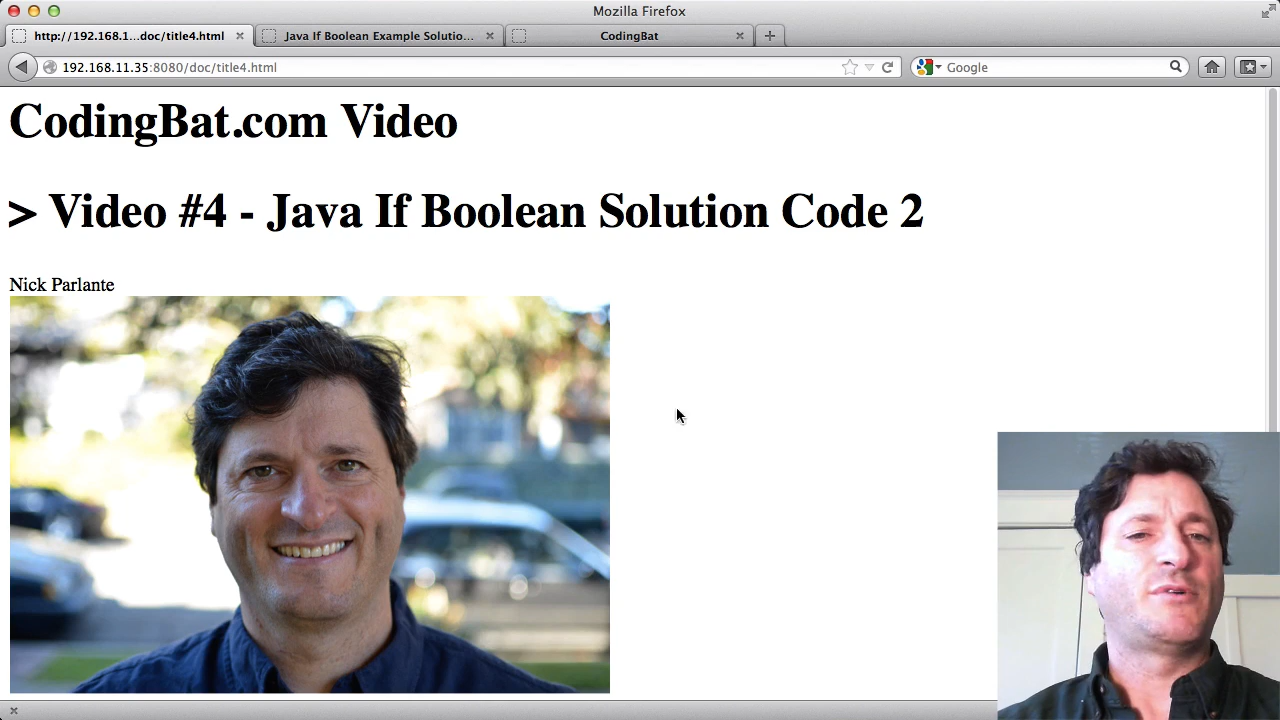 Mozilla Firefox
http://192.168.1...doc/title4.html
Java If Boolean Example Solutio...
CodingBat
192.168.11.35:8080/doc/title4.html
Google
CodingBat.com Video
> Video #4 - Java If Boolean Solution Code 2
Nick Parlante